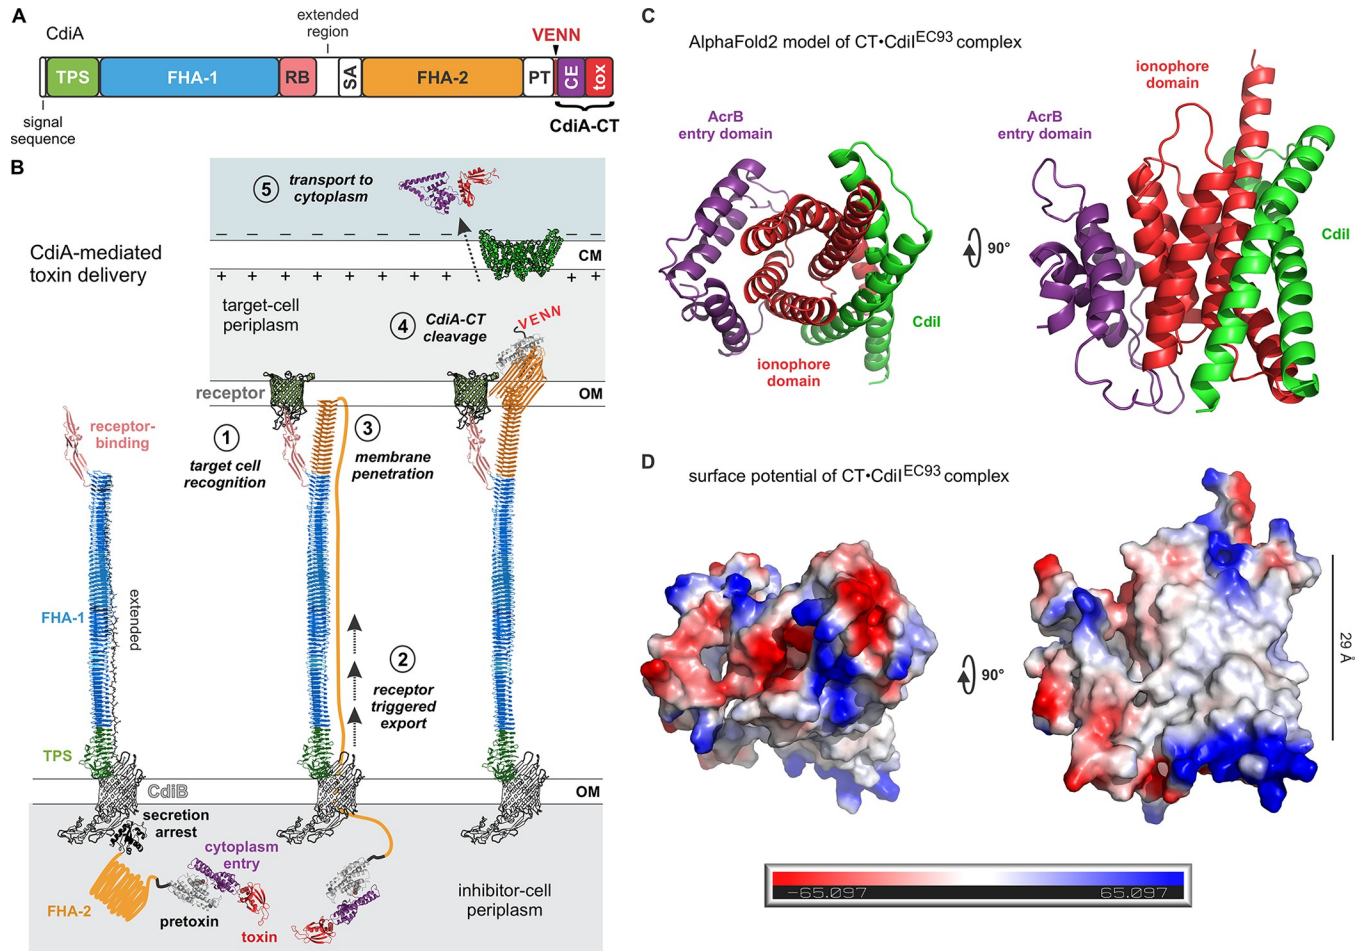 A
CdiA
extended
region
VENN
TPS
FHA-1
RB
SA
FHA-2
PT
CE
tox
signal
sequence
CdiA-CT
B
CdiA-mediated
toxin delivery
5
transport to
cytoplasm
– – – – – – – – – – – – – – –
CM
+ + + + + + + + + + +
target-cell
periplasm
4
CdiA-CT
cleavage
VENN
receptor
OM
receptor-
binding
1
target cell
recognition
3
membrane
penetration
FHA-1
extended
2
receptor
triggered
export
TPS
CdiB
OM
secretion
arrest
cytoplasm
entry
FHA-2
pretoxin
toxin
inhibitor-cell
periplasm
C
AlphaFold2 model of CT•CdiI^EC93 complex
AcrB
entry domain
CdiI
ionophore
domain
90°
ionophore
domain
AcrB
entry domain
CdiI
D
surface potential of CT•CdiI^EC93 complex
90°
29 Å
-65.097
65.097